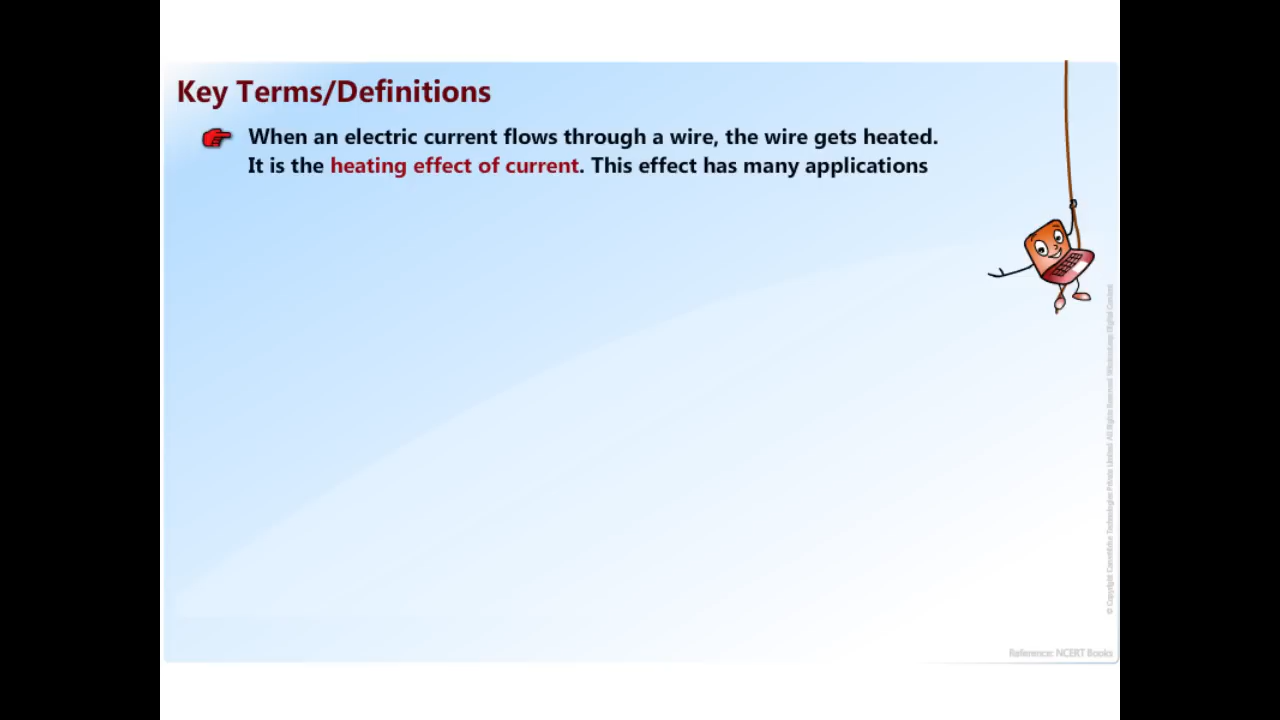 Key Terms/Definitions
When an electric current flows through a wire, the wire gets heated.
It is the heating effect of current. This effect has many applications
Reference: NCERT Books